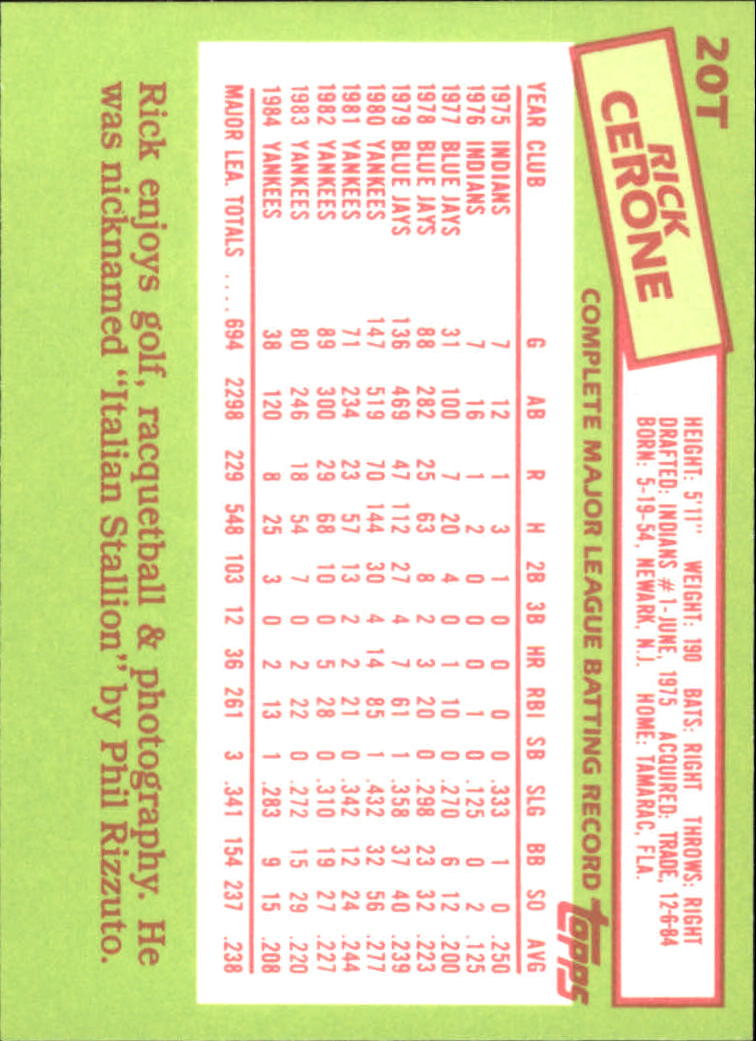 20T
RICK
CERONE
HEIGHT: 5'11" WEIGHT: 190 BATS: RIGHT THROWS: RIGHT
DRAFTED: INDIANS #1-JUNE, 1975 ACQUIRED: TRADE, 12-6-84
BORN: 5-19-54, NEWARK, N.J. HOME: TAMARAC, FLA.
COMPLETE MAJOR LEAGUE BATTING RECORD topps
YEAR CLUB G AB R H 2B 3B HR RBI SB SLG BB SO AVG
1975 INDIANS 7 12 1 3 1 0 0 0 0 .333 1 0 .250
1976 INDIANS 7 16 1 2 0 0 0 1 0 .125 0 2 .125
1977 BLUE JAYS 31 100 7 20 4 0 1 10 0 .270 6 12 .200
1978 BLUE JAYS 88 282 25 63 8 2 3 20 0 .298 23 32 .223
1979 BLUE JAYS 136 469 47 112 27 4 7 61 1 .358 37 40 .239
1980 YANKEES 147 519 70 144 30 4 14 85 1 .432 32 56 .277
1981 YANKEES 71 234 23 57 13 2 2 21 0 .342 12 24 .244
1982 YANKEES 89 300 29 68 10 0 5 28 0 .310 19 27 .227
1983 YANKEES 80 246 18 54 7 0 2 22 0 .272 15 29 .220
1984 YANKEES 38 120 8 25 3 0 2 13 1 .283 9 15 .208
MAJOR LEA. TOTALS .... 694 2298 229 548 103 12 36 261 3 .341 154 237 .238
Rick enjoys golf, racquetball & photography. He
was nicknamed "Italian Stallion" by Phil Rizzuto.